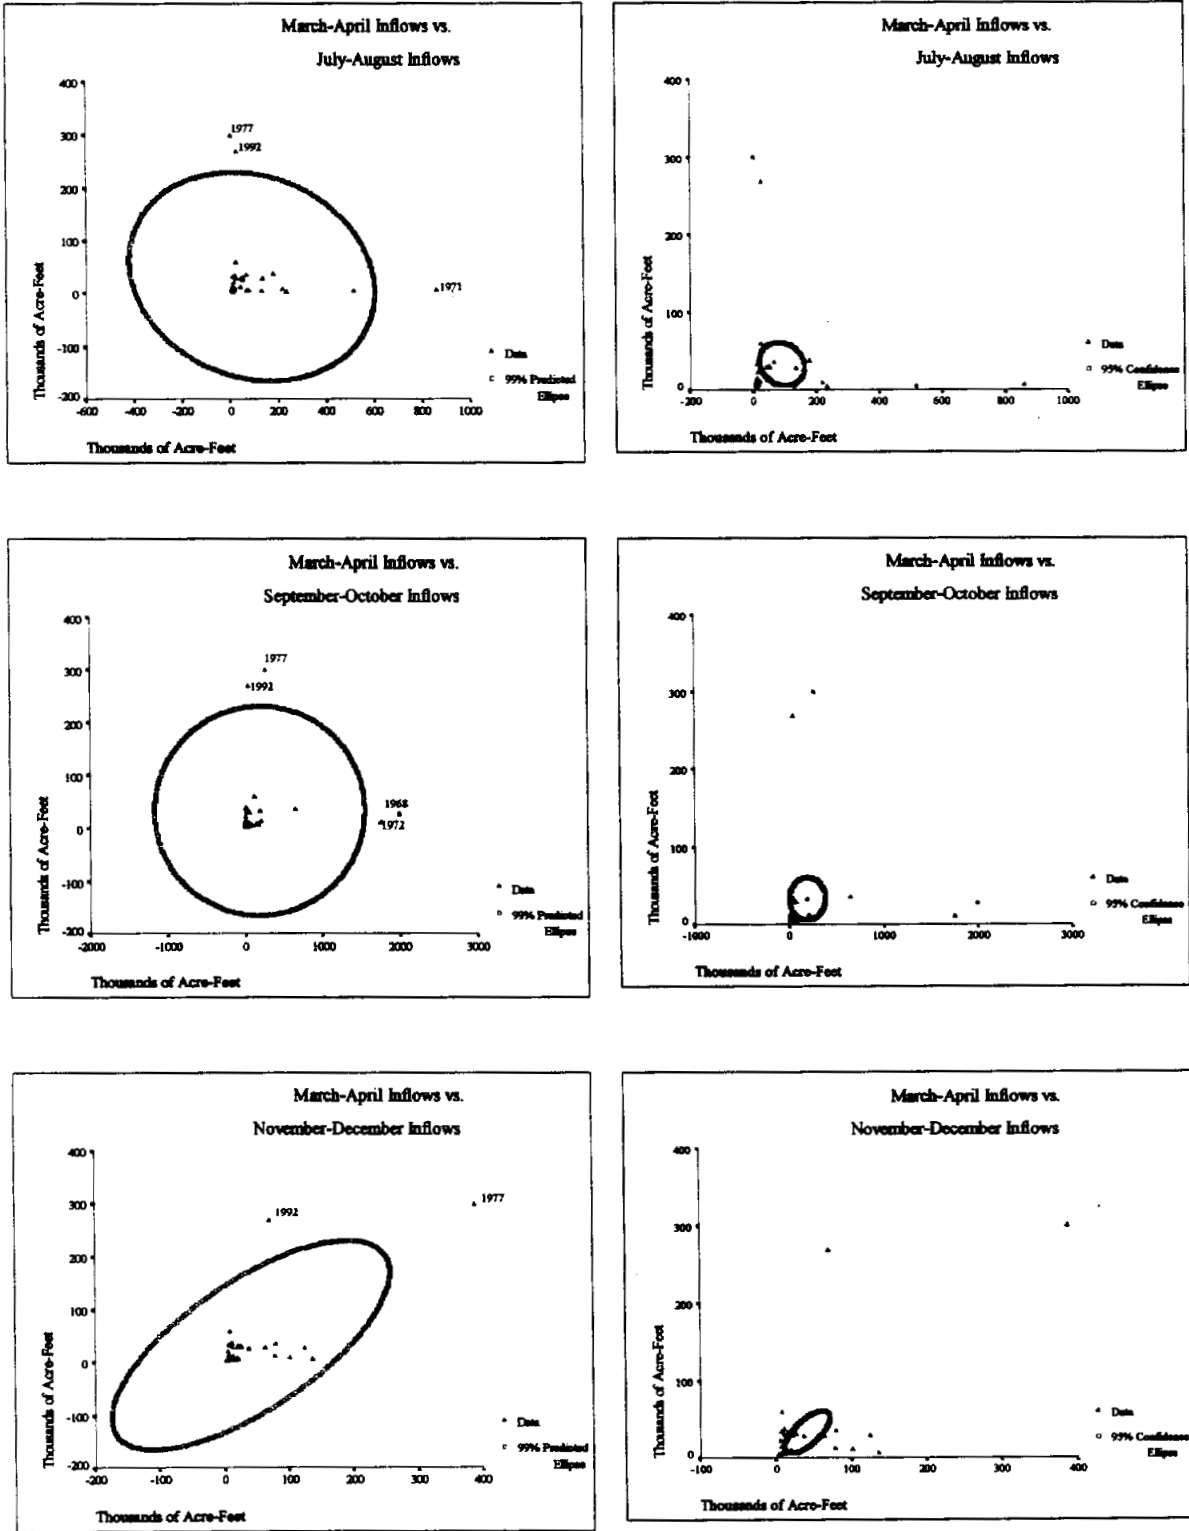 March-April Inflows vs.
July-August Inflows
400
300
200
100
0
-100
-200
-600
-400
-200
0
200
400
600
800
1000
1977
1992
1971
Thousands of Acre-Feet
Data
99% Predicted
Ellipse
Thousands of Acre-Feet
March-April Inflows vs.
July-August Inflows
400
300
200
100
0
-200
0
200
400
600
800
1000
Thousands of Acre-Feet
Data
95% Confidence
Ellipse
Thousands of Acre-Feet
March-April Inflows vs.
September-October Inflows
400
300
200
100
0
-100
-200
-2000
-1000
0
1000
2000
3000
1977
1992
1968
1972
Thousands of Acre-Feet
Data
99% Predicted
Ellipse
Thousands of Acre-Feet
March-April Inflows vs.
September-October Inflows
400
300
200
100
0
-1000
0
1000
2000
3000
Thousands of Acre-Feet
Data
95% Confidence
Ellipse
Thousands of Acre-Feet
March-April Inflows vs.
November-December Inflows
400
300
200
100
0
-100
-200
-200
-100
0
100
200
300
400
1992
1977
Thousands of Acre-Feet
Data
99% Predicted
Ellipse
Thousands of Acre-Feet
March-April Inflows vs.
November-December Inflows
400
300
200
100
0
-100
0
100
200
300
400
Thousands of Acre-Feet
Data
95% Confidence
Ellipse
Thousands of Acre-Feet